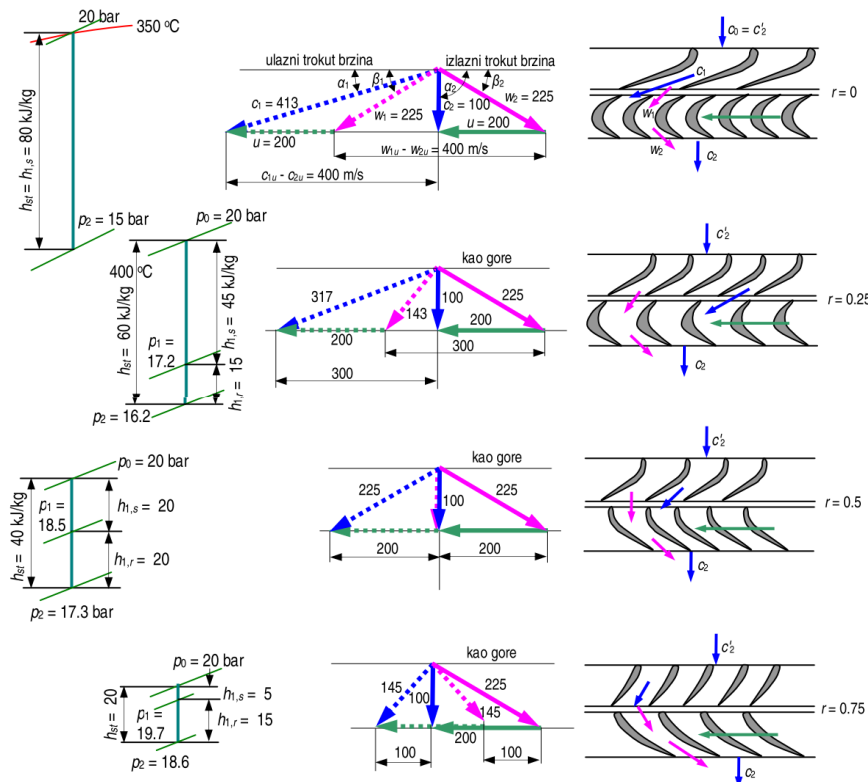 20 bar
350 ºC
hst = h1,s = 80 kJ/kg
p2 = 15 bar
ulazni trokut brzina
izlazni trokut brzina
α1
β1
α2
β2
c1 = 413
w1 = 225
c2 = 100
w2 = 225
u = 200
u = 200
w1u - w2u = 400 m/s
c1u - c2u = 400 m/s
c0 = c'2
c1
w1
w2
c2
r = 0
p0 = 20 bar
400 ºC
hst = 60 kJ/kg
h1,s = 45 kJ/kg
p1 =
17.2
h1,r = 15
p2 = 16.2
kao gore
317
143
100
225
200
200
300
300
c'2
c2
r = 0.25
p0 = 20 bar
hst = 40 kJ/kg
p1 =
18.5
h1,s = 20
h1,r = 20
p2 = 17.3 bar
kao gore
225
100
225
200
200
c'2
c2
r = 0.5
p0 = 20 bar
hst = 20
h1,s = 5
p1 =
19.7
h1,r = 15
p2 = 18.6
kao gore
145
100
225
145
200
100
100
c'2
c2
r = 0.75